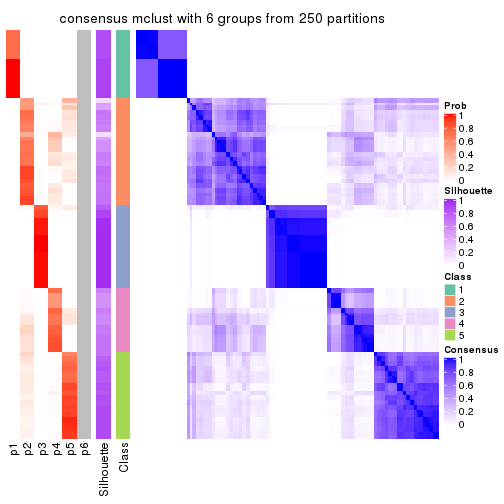 consensus mclust with 6 groups from 250 partitions
Prob
1
0.8
0.6
0.4
0.2
0
Silhouette
1
0.8
0.6
0.4
0.2
0
Class
1
2
3
4
5
Consensus
1
0.8
0.6
0.4
0.2
0
p1
p2
p3
p4
p5
p6
Silhouette
Class